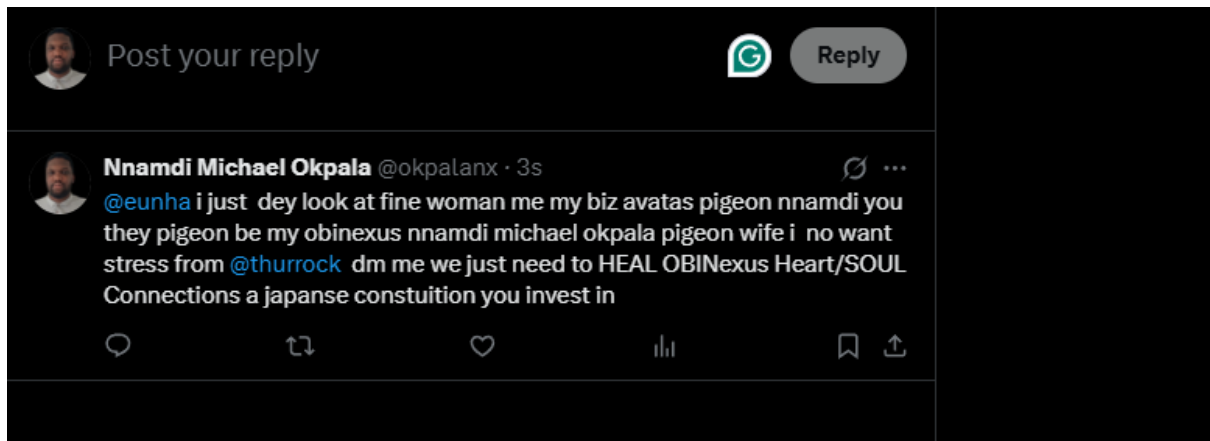 Post your reply
Reply
Nnamdi Michael Okpala @okpalanx · 3s
@eunha i just  dey look at fine woman me my biz avatas pigeon nnamdi you
they pigeon be my obinexus nnamdi michael okpala pigeon wife i  no want
stress from @thurrock  dm me we just need to HEAL OBINexus Heart/SOUL
Connections a japanse constuition you invest in